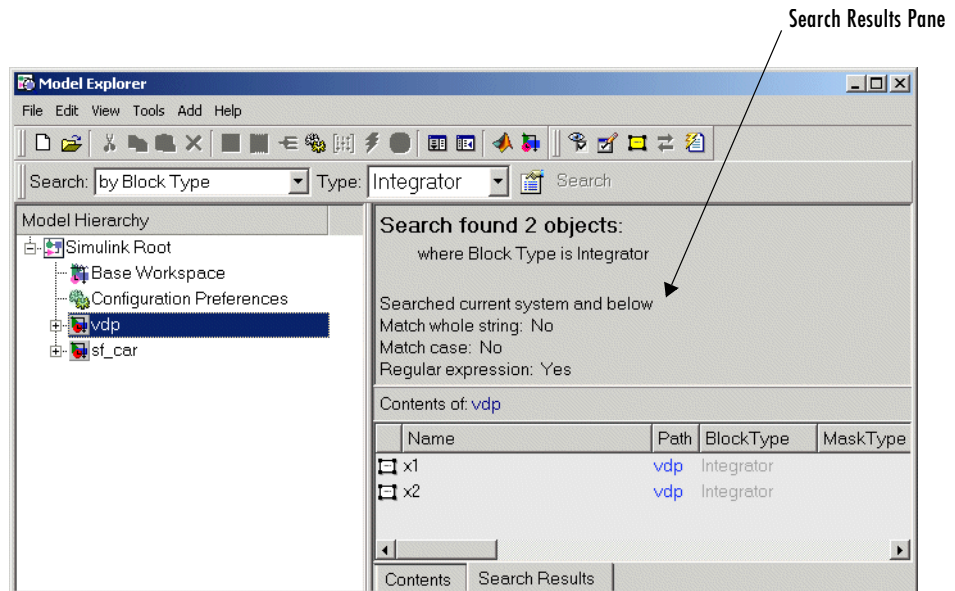 Search Results Pane
Model Explorer
File Edit View Tools Add Help
Search: by Block Type Type: Integrator Search
Model Hierarchy
Simulink Root
Base Workspace
Configuration Preferences
vdp
sf_car
Search found 2 objects:
where Block Type is Integrator
Searched current system and below
Match whole string: No
Match case: No
Regular expression: Yes
Contents of: vdp
Name Path BlockType MaskType
x1 vdp Integrator
x2 vdp Integrator
Contents Search Results